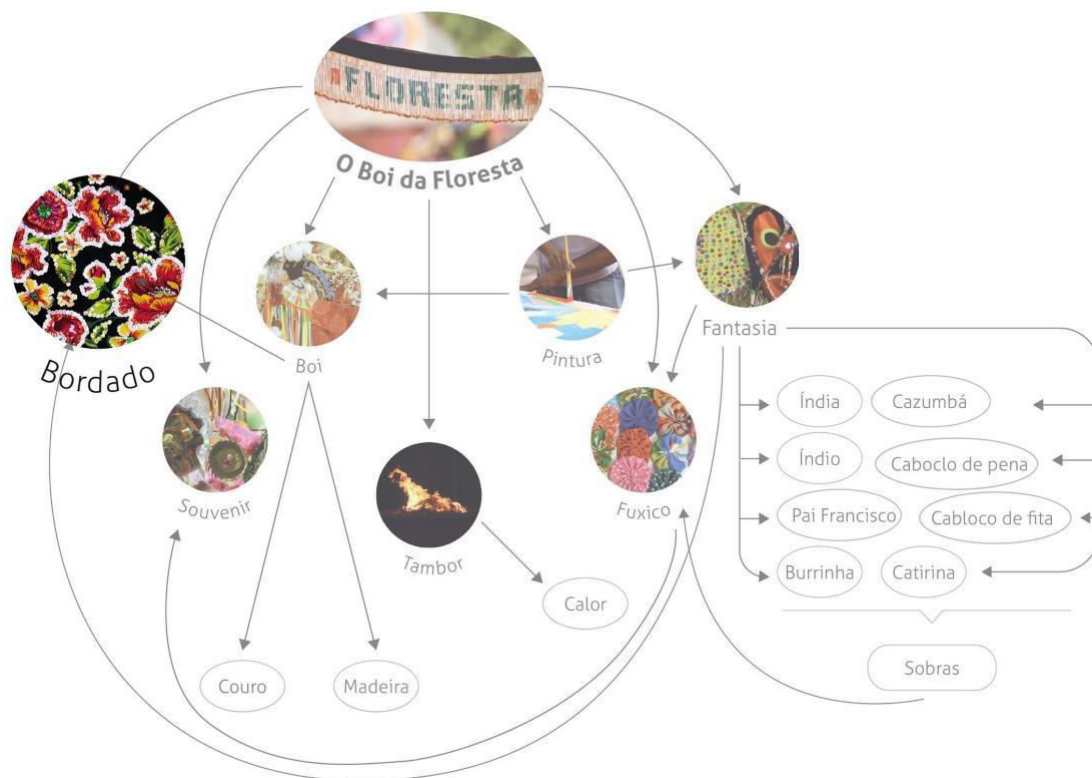 FLORESTA
O Boi da Floresta
Bordado
Boi
Pintura
Fantasia
Souvenir
Tambor
Fuxico
Índia
Cazumbá
Índio
Caboclo de pena
Pai Francisco
Cabloco de fita
Burrinha
Catirina
Calor
Couro
Madeira
Sobras